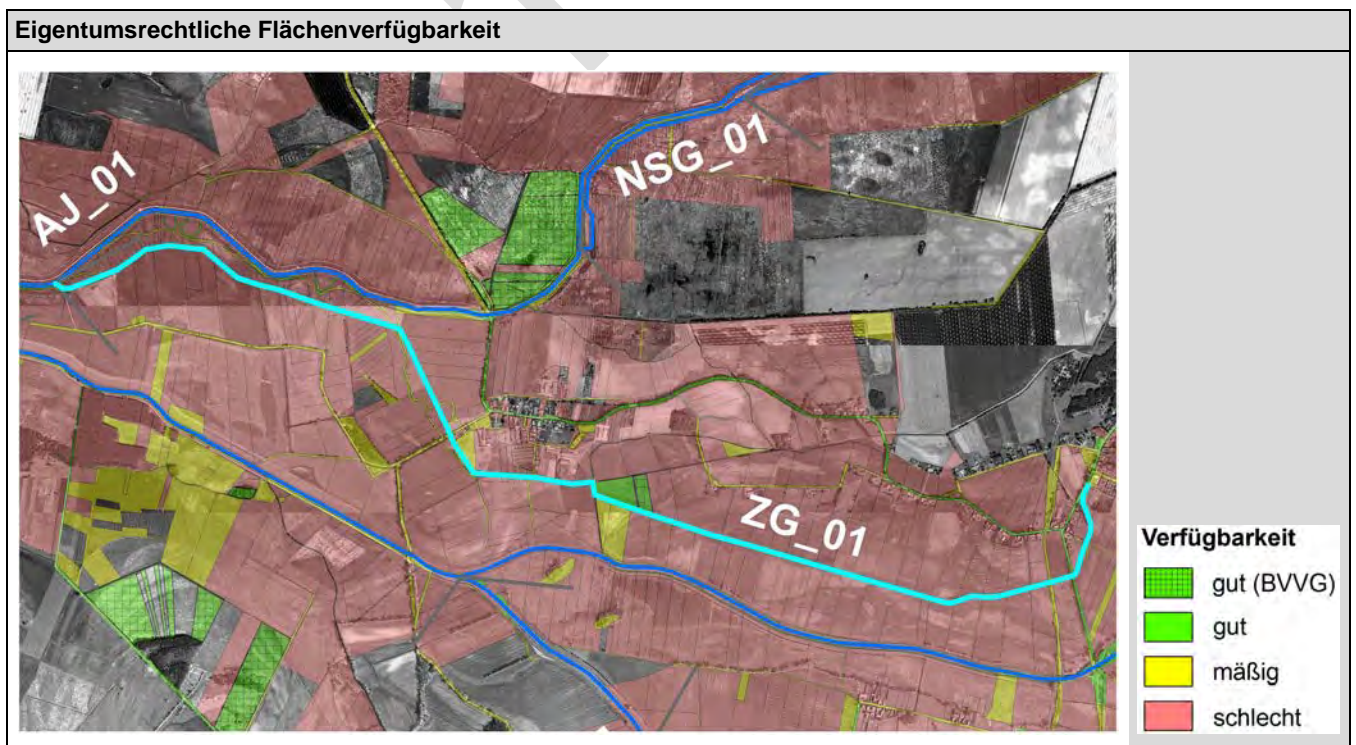 Eigentumsrechtliche Flächenverfügbarkeit
AJ_01
NSG_01
ZG_01
Verfügbarkeit
gut (BVVG)
gut
mäßig
schlecht